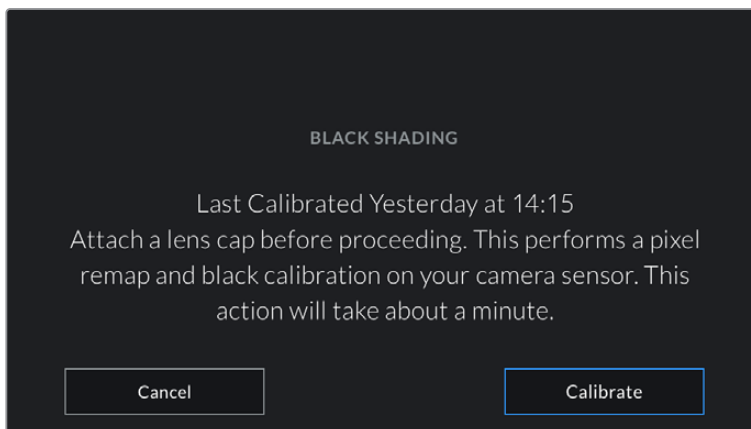 BLACK SHADING
Last Calibrated Yesterday at 14:15
Attach a lens cap before proceeding. This performs a pixel
remap and black calibration on your camera sensor. This
action will take about a minute.
Cancel
Calibrate